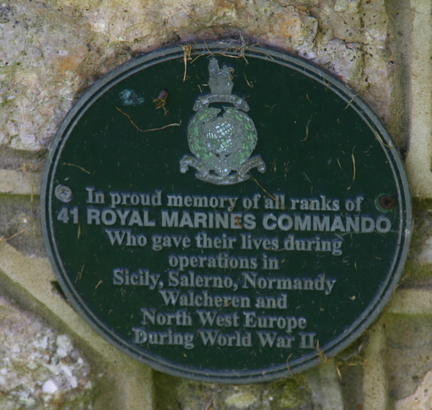 In proud memory of all ranks of
41 ROYAL MARINES COMMANDO
Who gave their lives during
operations in
Sicily, Salerno, Normandy
Walcheren and
North West Europe
During World War II